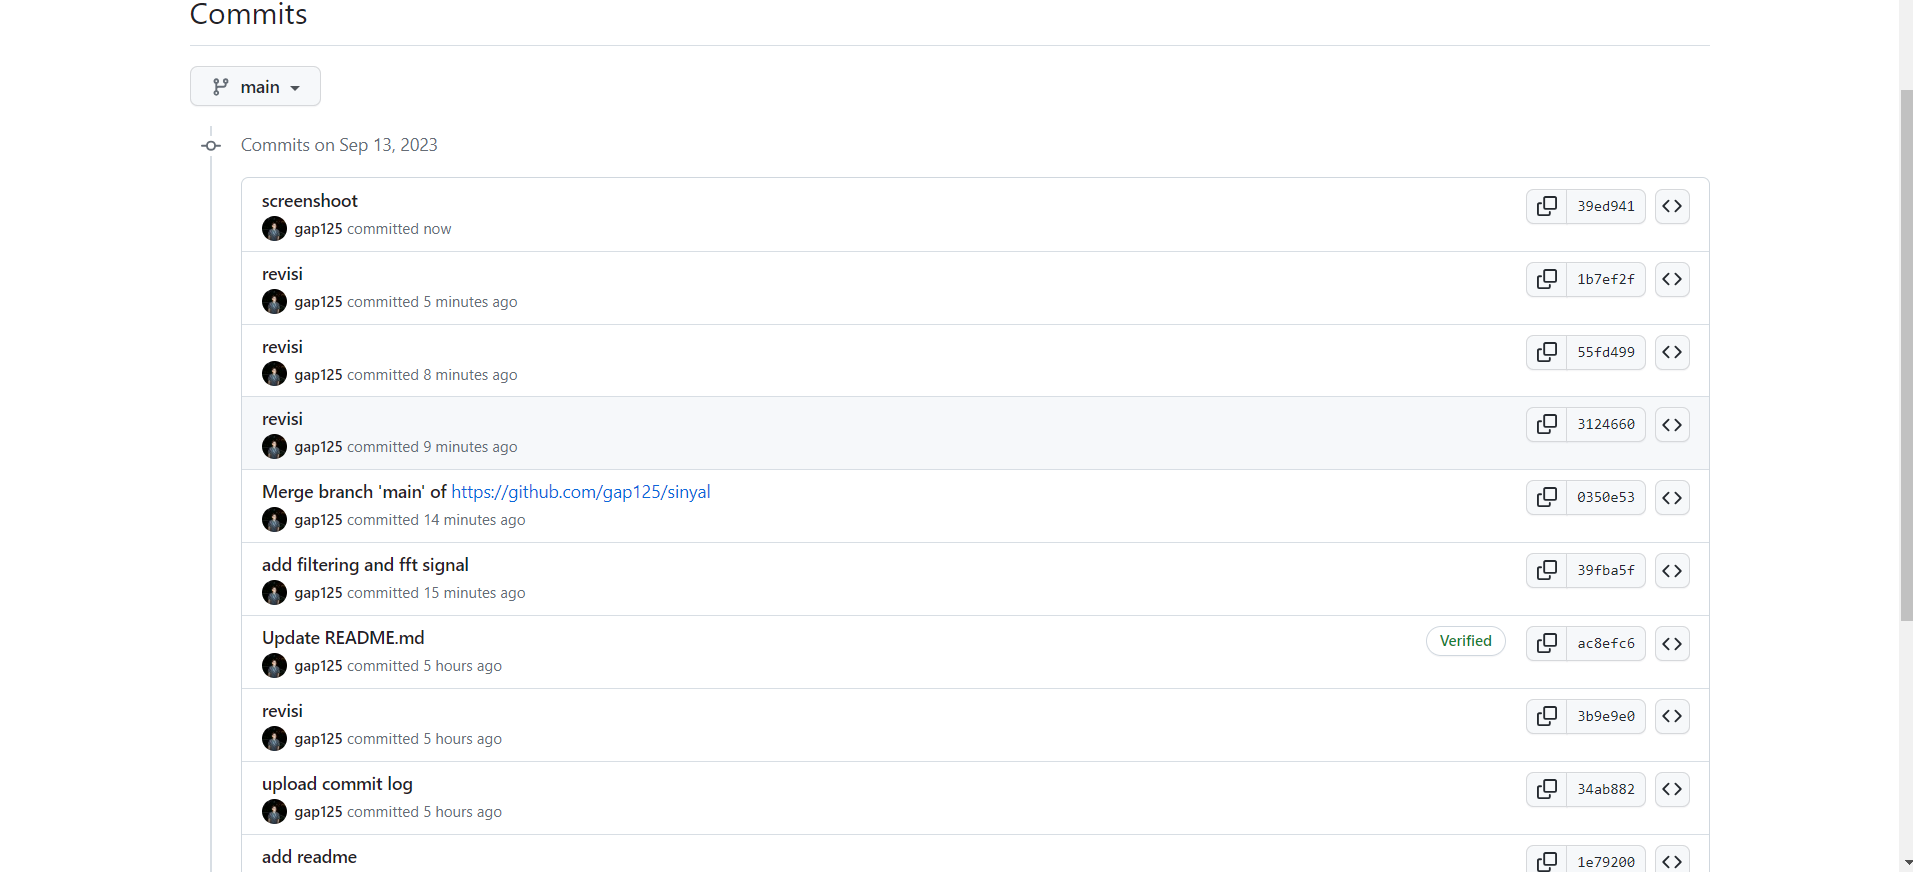 Commits
main
Commits on Sep 13, 2023
screenshoot
39ed941
gap125 committed now
revisi
1b7ef2f
gap125 committed 5 minutes ago
revisi
55fd499
gap125 committed 8 minutes ago
revisi
3124660
gap125 committed 9 minutes ago
Merge branch 'main' of https://github.com/gap125/sinyal
0350e53
gap125 committed 14 minutes ago
add filtering and fft signal
39fba5f
gap125 committed 15 minutes ago
Update README.md
Verified
ac8efc6
gap125 committed 5 hours ago
revisi
3b9e9e0
gap125 committed 5 hours ago
upload commit log
34ab882
gap125 committed 5 hours ago
add readme
1e79200